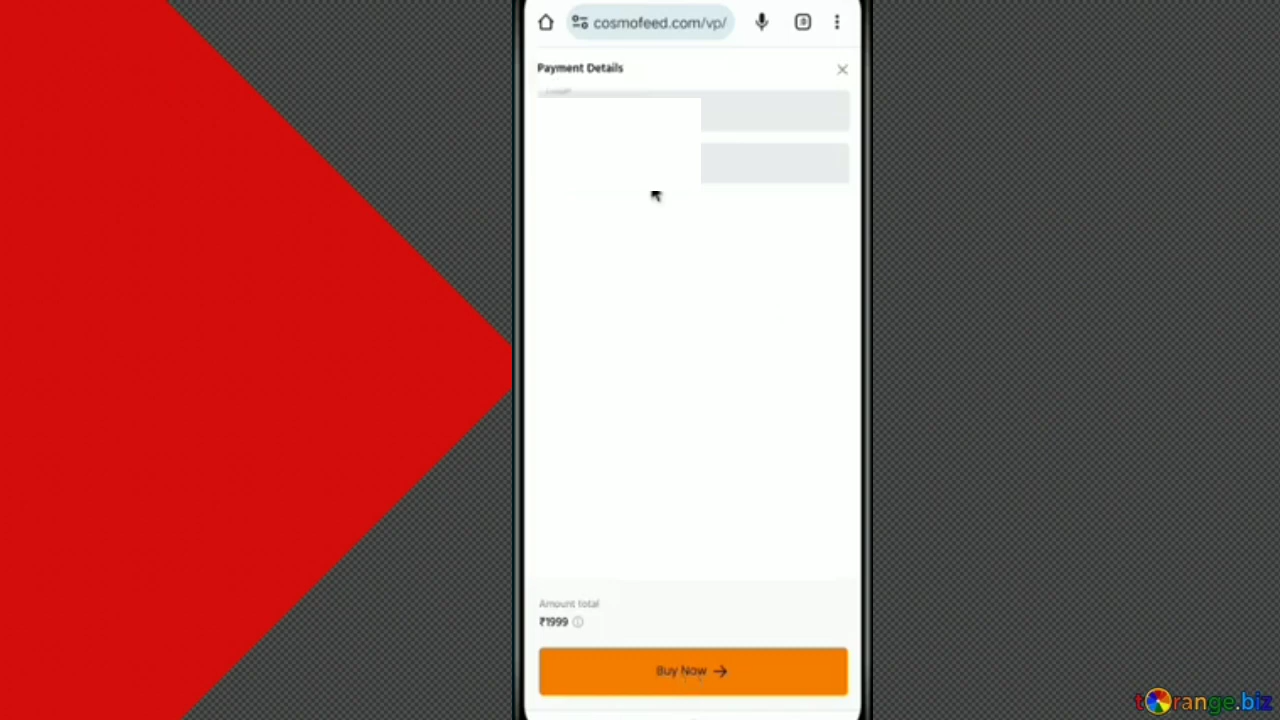 cosmofeed.com/vp/
Payment Details
Amount total
₹1999
Buy Now →
tOrange.biz